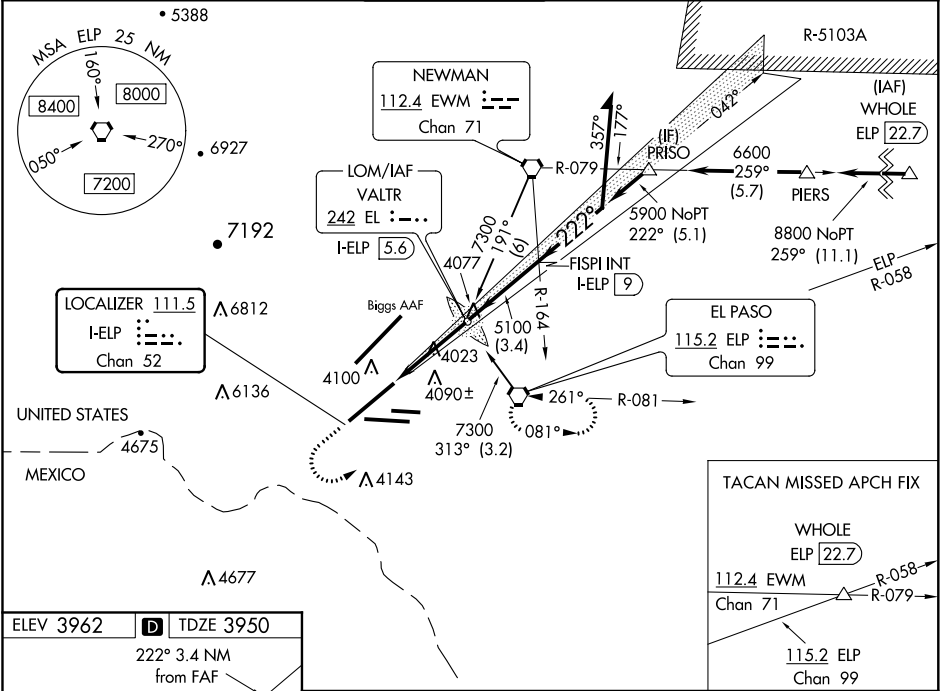 5388
MSA ELP 25 NM
160°
8400
8000
050°
270°
7200
6927
7192
NEWMAN
112.4 EWM
Chan 71
LOM/IAF
VALTR
242 EL
I-ELP 5.6
R-5103A
(IAF)
WHOLE
ELP 22.7
042°
357°
177°
(IF)
PRISO
R-079
6600
259°
(5.7)
PIERS
5900 NoPT
222° (5.1)
8800 NoPT
259° (11.1)
222°
7300
191°
(6)
4077
FISPI INT
I-ELP 9
R-164
ELP
R-058
5100
(3.4)
LOCALIZER 111.5
I-ELP
Chan 52
6812
Biggs AAF
EL PASO
115.2 ELP
Chan 99
4100
4023
4090±
6136
261°
R-081
081°
7300
313° (3.2)
UNITED STATES
4675
MEXICO
4143
4677
TACAN MISSED APCH FIX
WHOLE
ELP 22.7
112.4 EWM
Chan 71
R-058
R-079
115.2 ELP
Chan 99
ELEV 3962 D TDZE 3950
222° 3.4 NM
from FAF